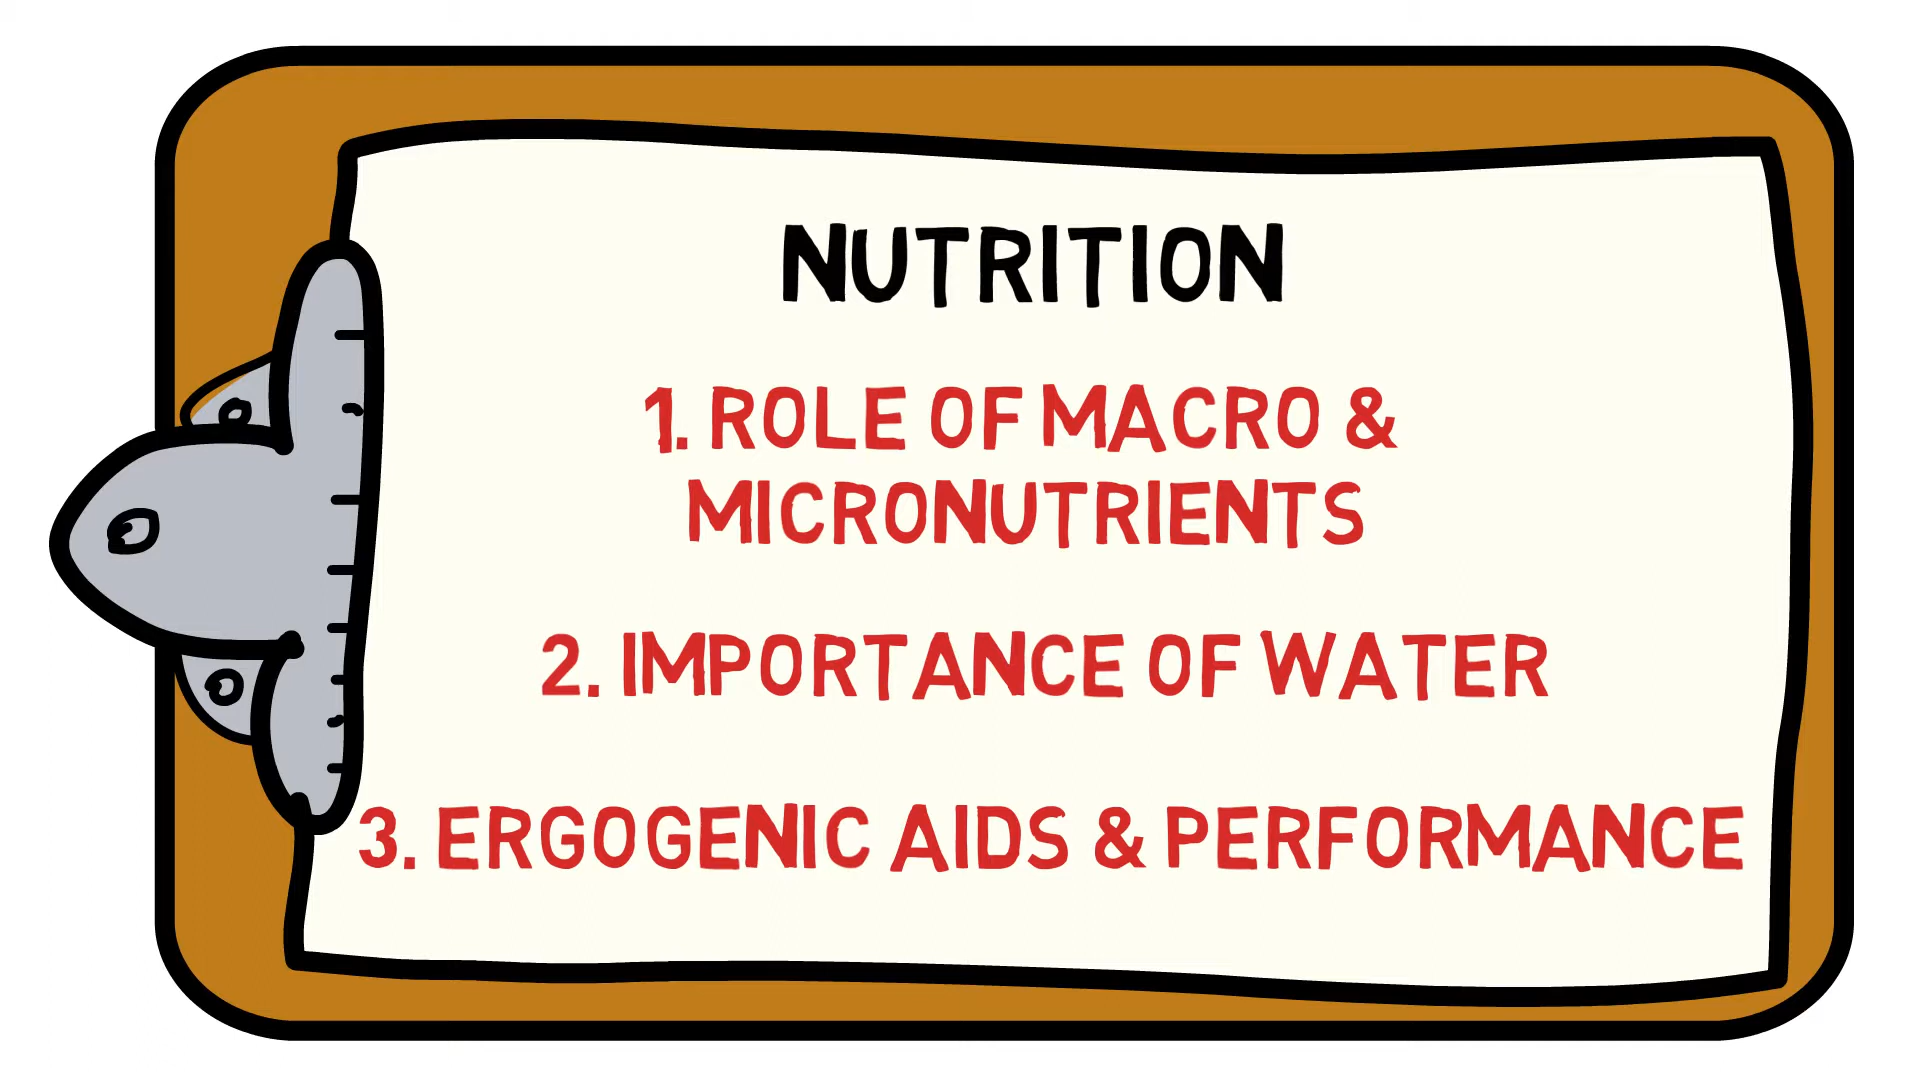 NUTRITION
1. ROLE OF MACRO &
MICRONUTRIENTS
2. IMPORTANCE OF WATER
3. ERGOGENIC AIDS & PERFORMANCE